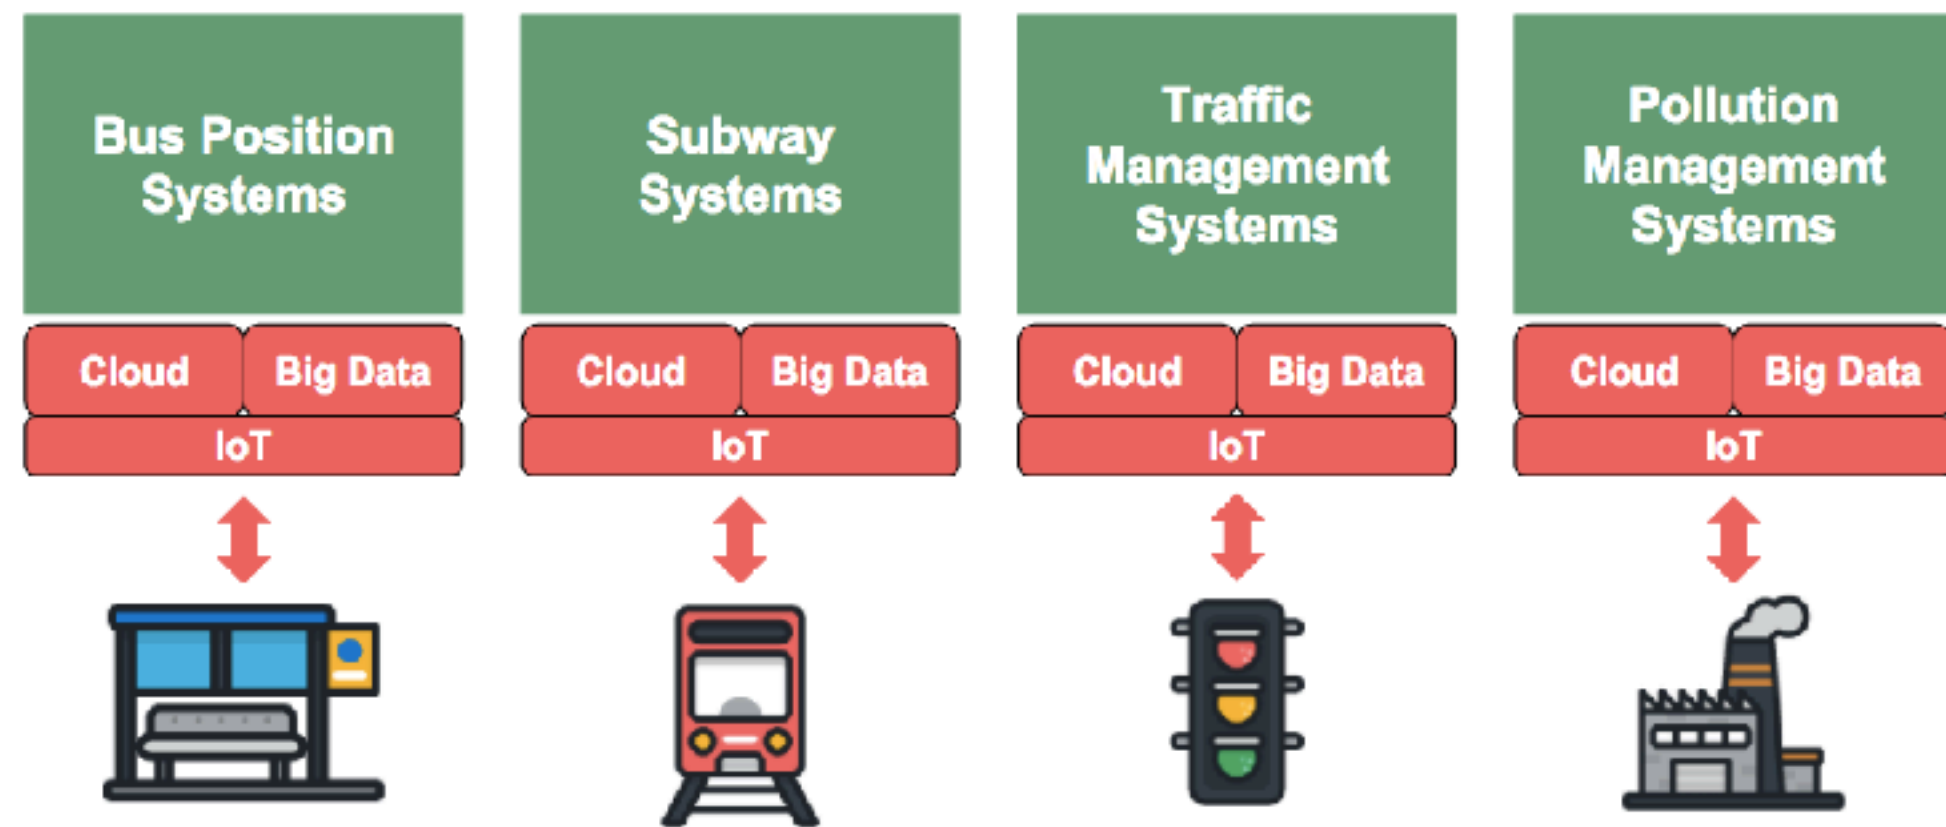 Bus Position
Systems
Cloud
Big Data
IoT
Subway
Systems
Cloud
Big Data
IoT
Traffic
Management
Systems
Cloud
Big Data
IoT
Pollution
Management
Systems
Cloud
Big Data
IoT